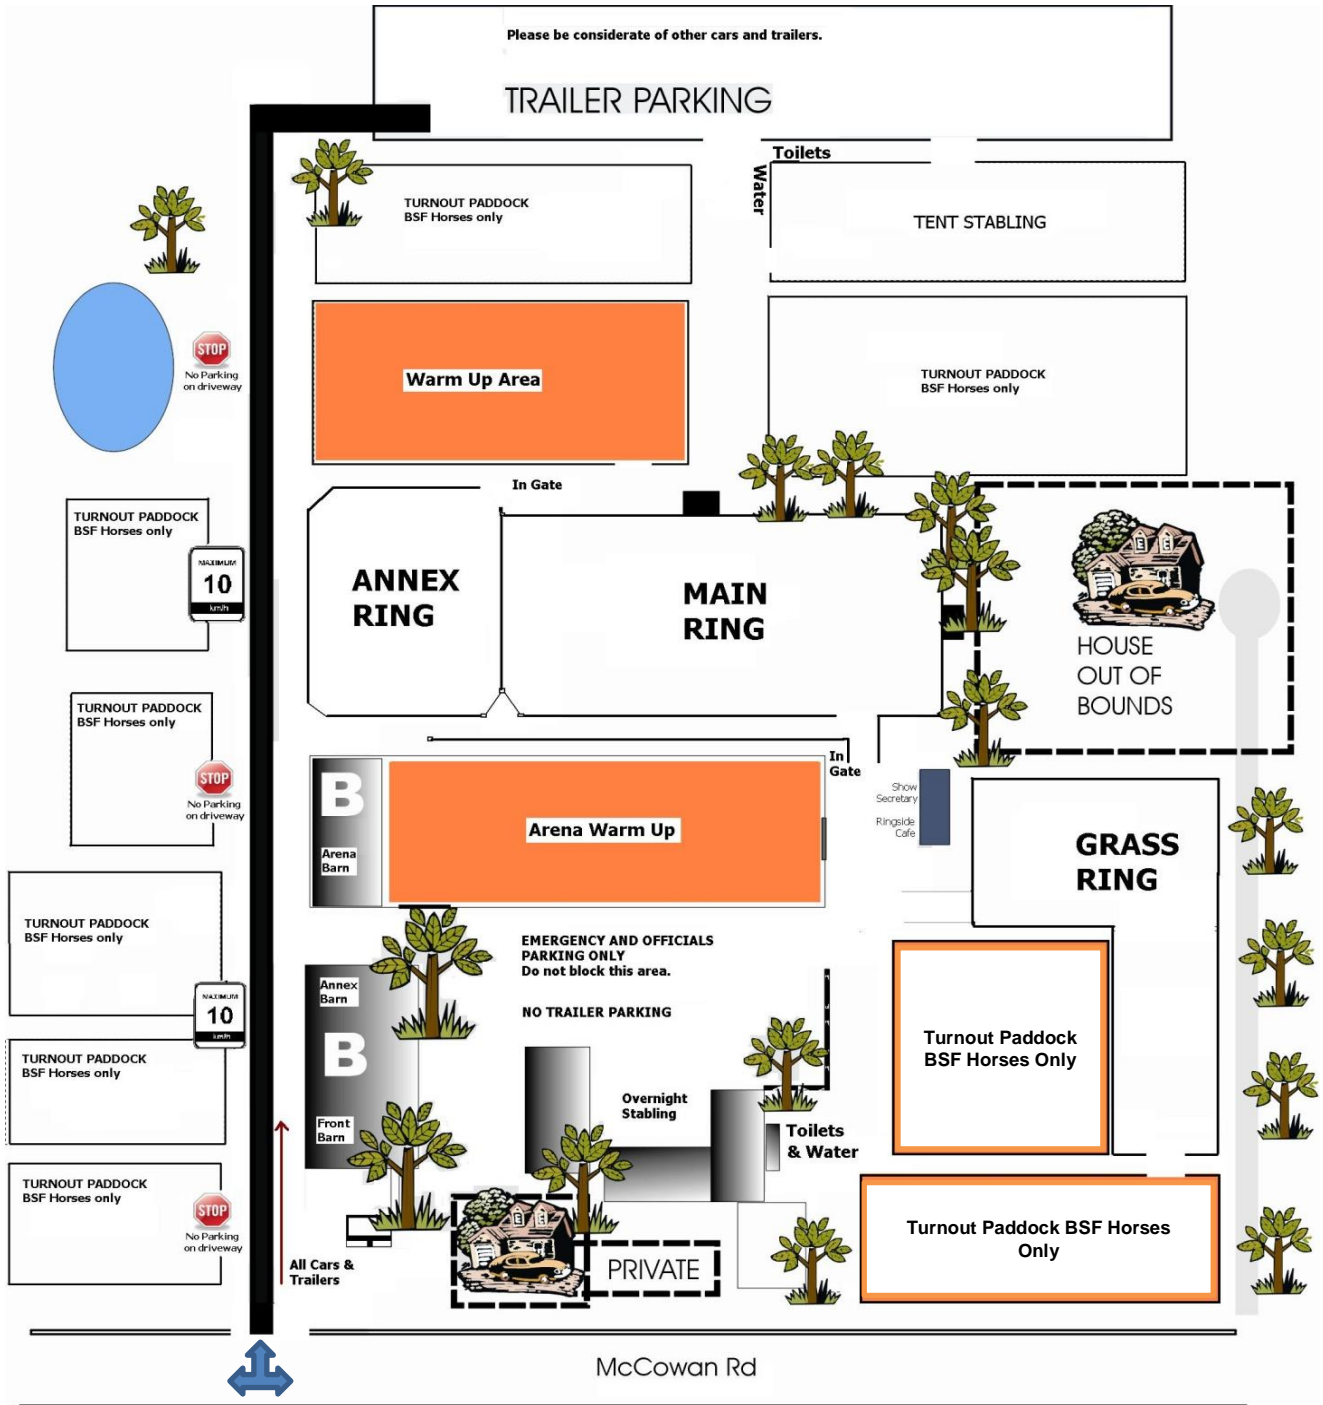 Please be considerate of other cars and trailers.
TRAILER PARKING
Toilets
Water
TURNOUT PADDOCK
BSF Horses only
TENT STABLING
STOP
No Parking
on driveway
Warm Up Area
TURNOUT PADDOCK
BSF Horses only
In Gate
TURNOUT PADDOCK
BSF Horses only
MAXIMUM
10
km/h
ANNEX
RING
MAIN
RING
HOUSE
OUT OF
BOUNDS
TURNOUT PADDOCK
BSF Horses only
STOP
No Parking
on driveway
B
Arena
Barn
Arena Warm Up
In
Gate
Show
Secretary
Ringside
Cafe
GRASS
RING
TURNOUT PADDOCK
BSF Horses only
MAXIMUM
10
km/h
EMERGENCY AND OFFICIALS
PARKING ONLY
Do not block this area.
NO TRAILER PARKING
Annex
Barn
B
Front
Barn
Turnout Paddock
BSF Horses Only
TURNOUT PADDOCK
BSF Horses only
Overnight
Stabling
Toilets
& Water
TURNOUT PADDOCK
BSF Horses only
STOP
No Parking
on driveway
All Cars &
Trailers
PRIVATE
Turnout Paddock BSF Horses
Only
McCowan Rd